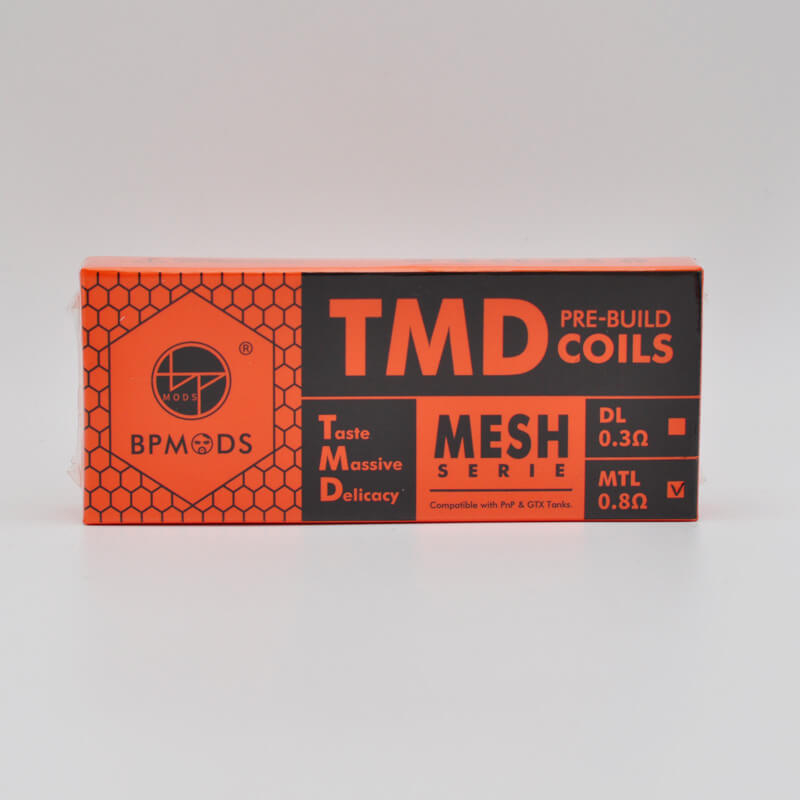 bp
MODS
®
BPMODS
TMD
PRE-BUILD
COILS
Taste
Massive
Delicacy
MESH
SERIE
Compatible with PnP & GTX Tanks.
DL
0.3Ω
MTL
0.8Ω